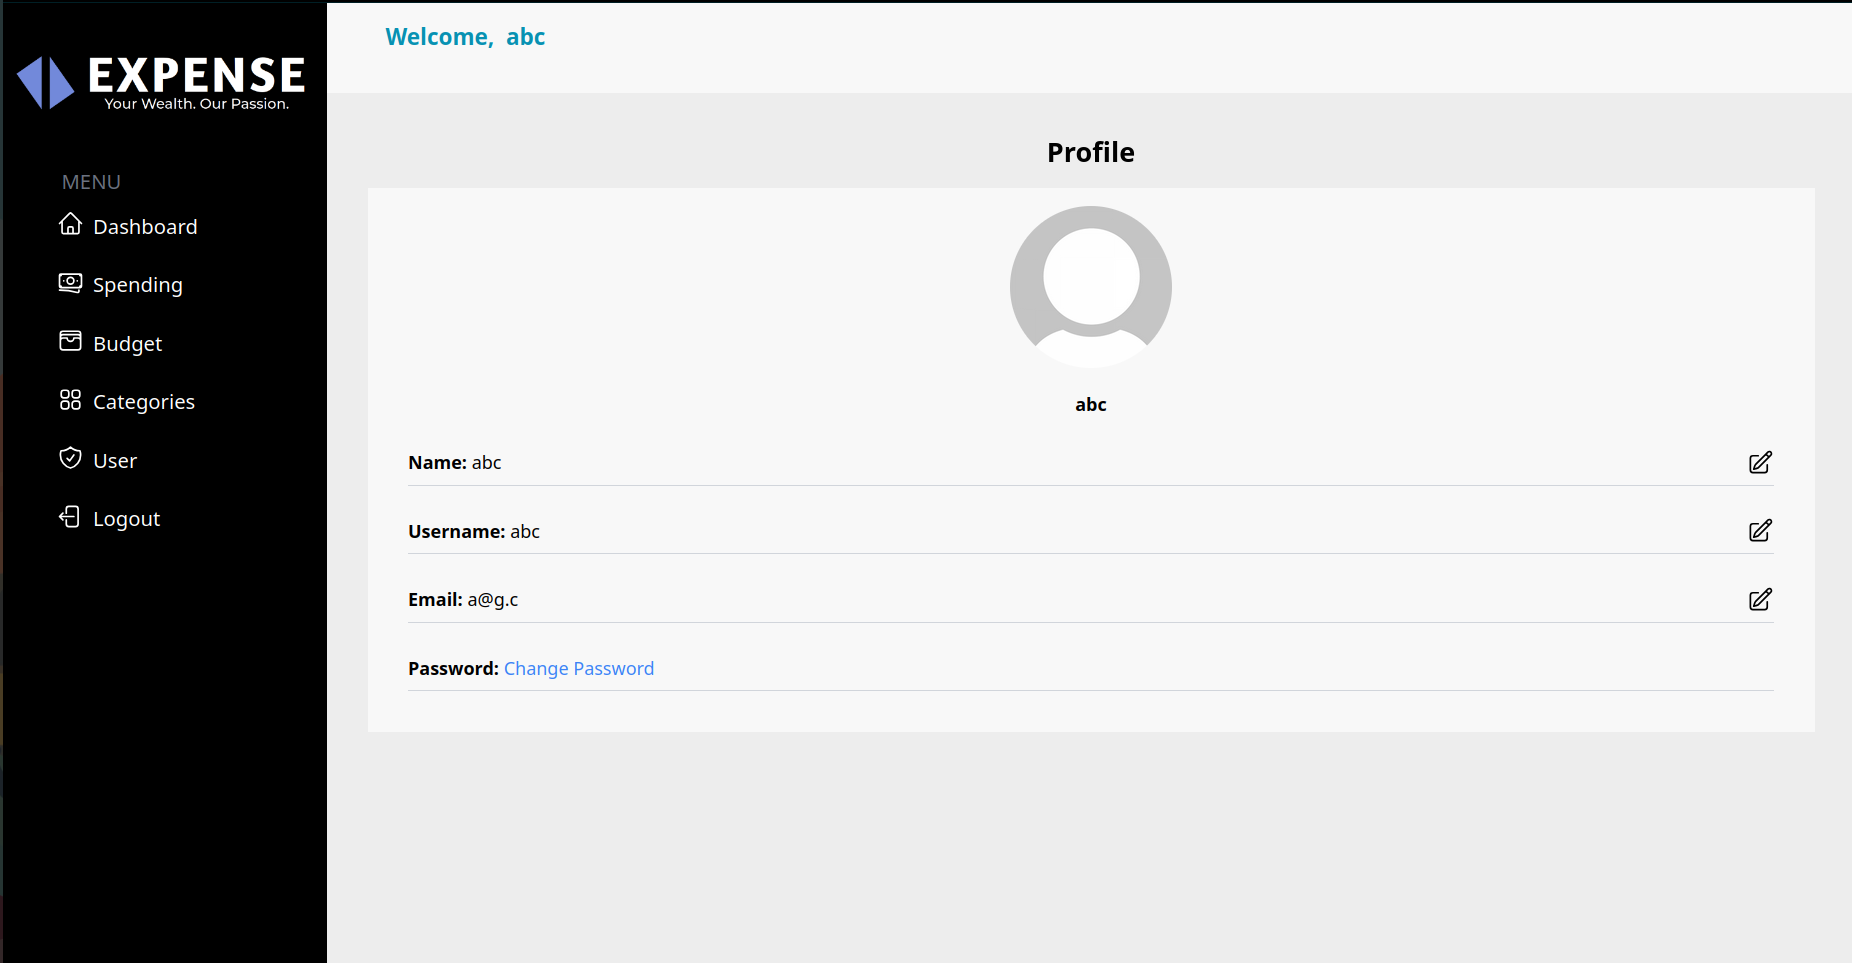 EXPENSE
Your Wealth. Our Passion.
MENU
Dashboard
Spending
Budget
Categories
User
Logout
Welcome, abc
Profile
abc
Name: abc
Username: abc
Email: a@g.c
Password: Change Password